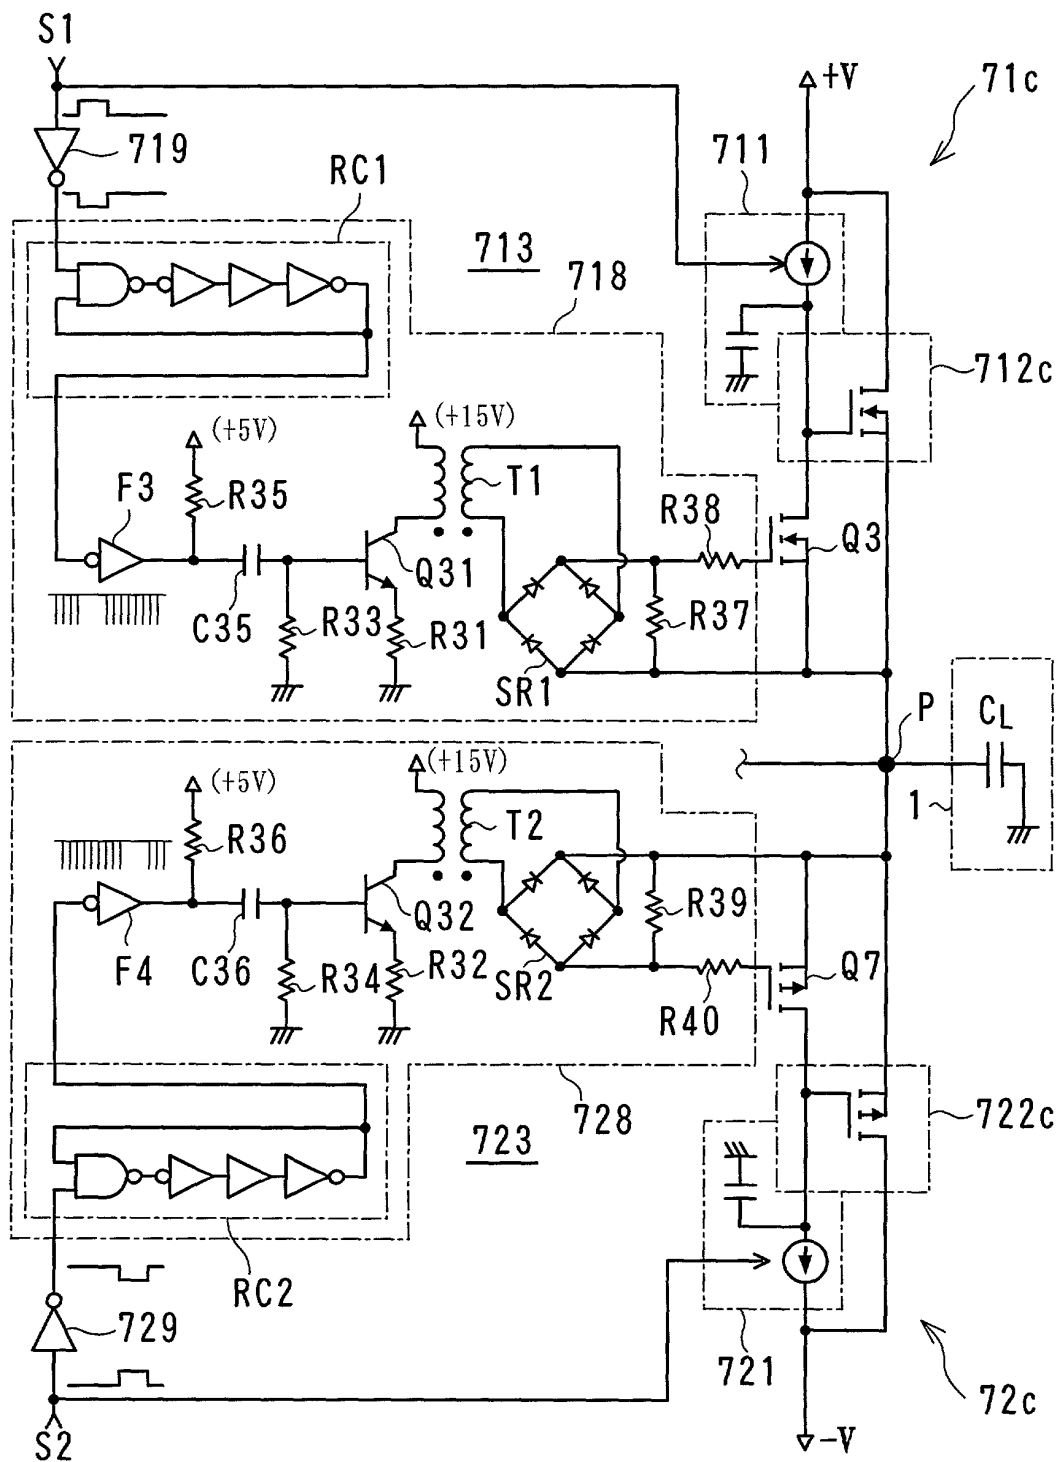 S1
+V
71c
719
711
RC1
713
718
712c
(+5V)
(+15V)
F3
R35
T1
R38
Q3
Q31
C35
R33
R31
R37
SR1
P
CL
(+5V)
(+15V)
1
R36
T2
R39
Q32
F4
C36
R34
R32
SR2
Q7
R40
728
722c
723
RC2
729
721
72c
S2
-V